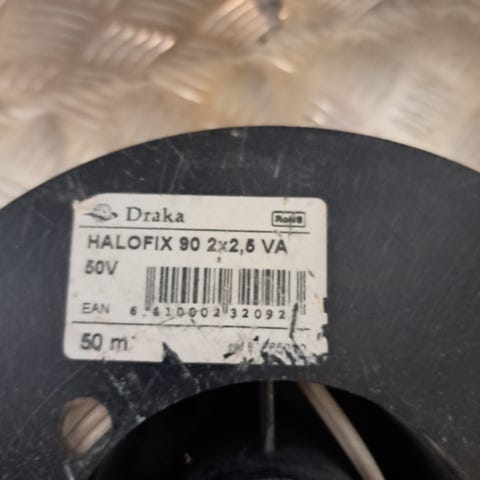 Draka RoHS
HALOFIX 90 2x2,5 VA
50V
EAN 6 410002 32092
50 m